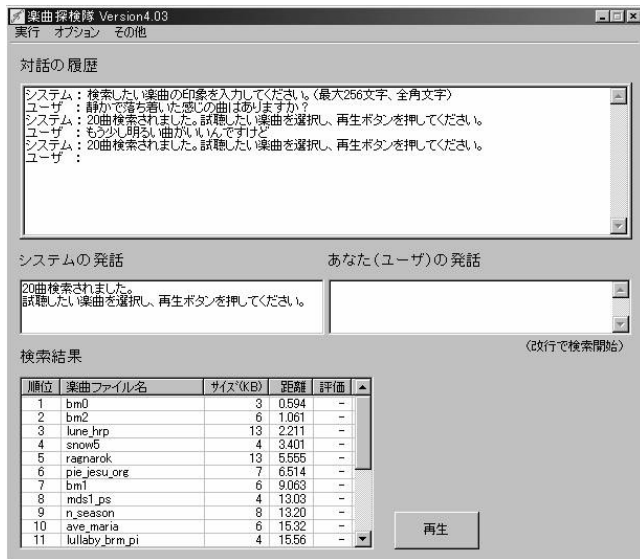 楽曲探検隊 Version4.03
実行 オプション その他
対話の履歴
システム：検索したい楽曲の印象を入力してください。(最大256文字、全角文字)
ユーザ　：静かで落ち着いた感じの曲はありますか？
システム：20曲検索されました。試聴したい楽曲を選択し、再生ボタンを押してください。
ユーザ　：もう少し明るい曲がいいんですけど
システム：20曲検索されました。試聴したい楽曲を選択し、再生ボタンを押してください。
ユーザ　：
システムの発話 あなた(ユーザ)の発話
20曲検索されました。
試聴したい楽曲を選択し、再生ボタンを押してください。
(改行で検索開始)
検索結果
順位 楽曲ファイル名 サイズ(KB) 距離 評価
1 bm0 3 0.594 -
2 bm2 6 1.061 -
3 lune_hrp 13 2.211 -
4 snow5 4 3.401 -
5 ragnarok 13 5.555 -
6 pie_jesu_org 7 6.514 -
7 bm1 6 9.063 -
8 mds1_ps 4 13.03 -
9 n_season 8 13.20 -
10 ave_maria 6 15.32 -
11 lullaby_brm_pi 4 15.56 -
再生